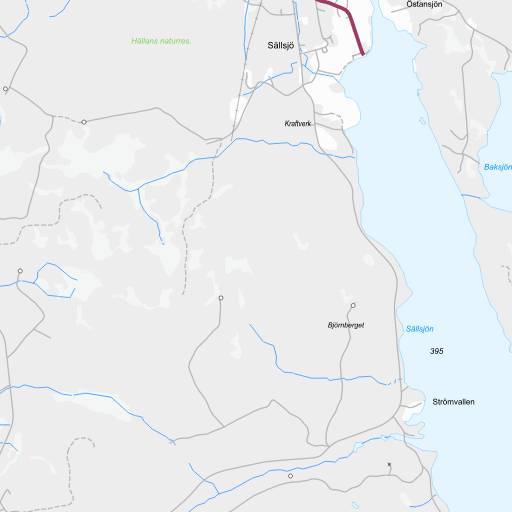 Östansjön
Hällans naturres.
Sällsjö
Kraftverk
Baksjön
Björnberget
Sällsjön
395
Strömvallen